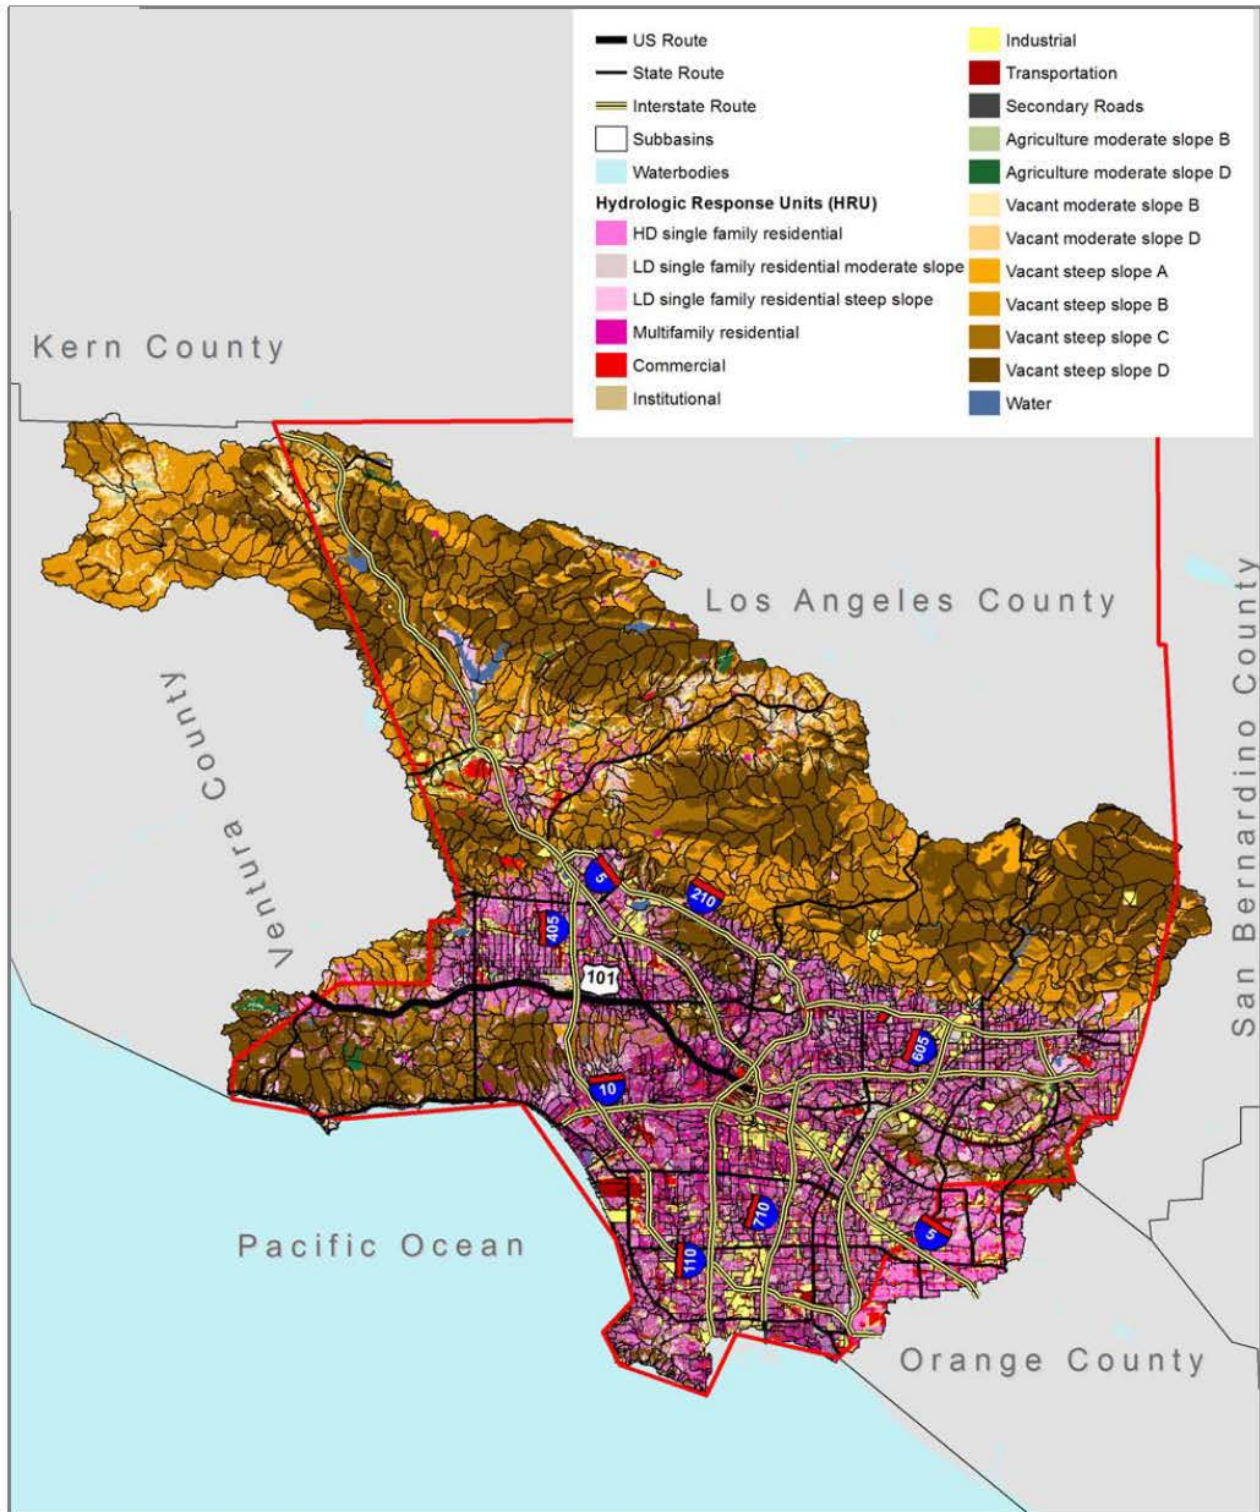 US Route
State Route
Interstate Route
Subbasins
Waterbodies
Hydrologic Response Units (HRU)
HD single family residential
LD single family residential moderate slope
LD single family residential steep slope
Multifamily residential
Commercial
Institutional
Industrial
Transportation
Secondary Roads
Agriculture moderate slope B
Agriculture moderate slope D
Vacant moderate slope B
Vacant moderate slope D
Vacant steep slope A
Vacant steep slope B
Vacant steep slope C
Vacant steep slope D
Water
Kern County
Los Angeles County
Ventura County
San Bernardino County
5
210
405
101
605
10
710
5
110
Pacific Ocean
Orange County